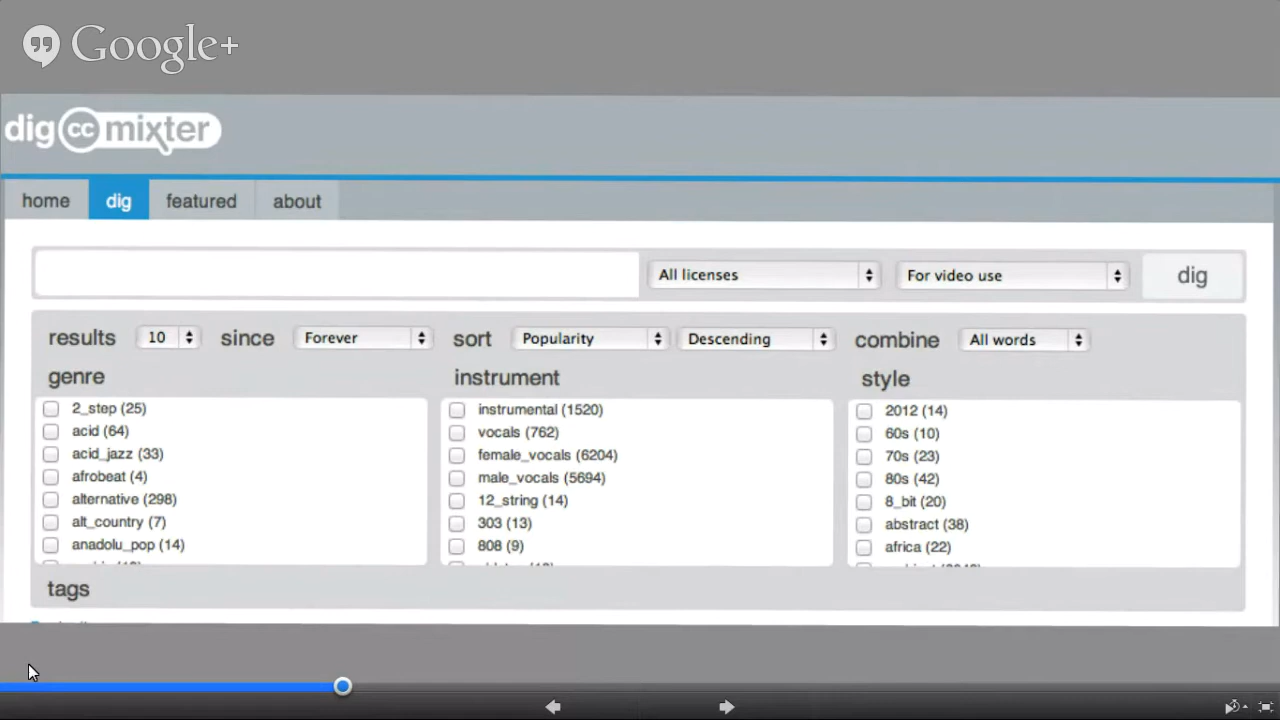 Google+
dig cc mixter
home dig featured about
All licenses For video use dig
results 10 since Forever sort Popularity Descending combine All words
genre instrument style
2_step (25) instrumental (1520) 2012 (14)
acid (64) vocals (762) 60s (10)
acid_jazz (33) female_vocals (6204) 70s (23)
afrobeat (4) male_vocals (5694) 80s (42)
alternative (298) 12_string (14) 8_bit (20)
alt_country (7) 303 (13) abstract (38)
anadolu_pop (14) 808 (9) africa (22)
tags